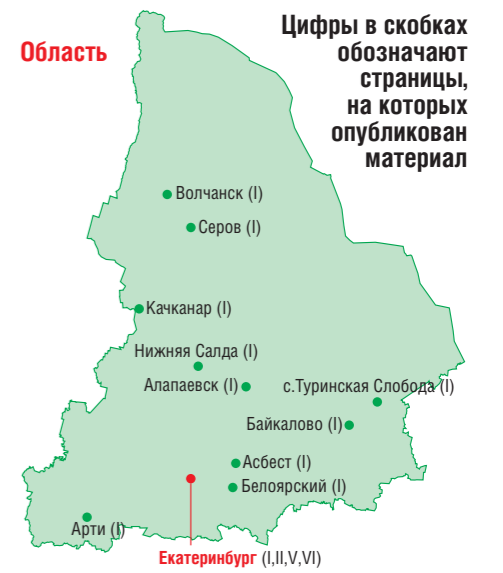 Область
Цифры в скобках
обозначают
страницы,
на которых
опубликован
материал
Волчанск (I)
Серов (I)
Качканар (I)
Нижняя Салда (I)
Алапаевск (I)
с.Туринская Слобода (I)
Байкалово (I)
Асбест (I)
Белоярский (I)
Арти (I)
Екатеринбург (I,II,V,VI)